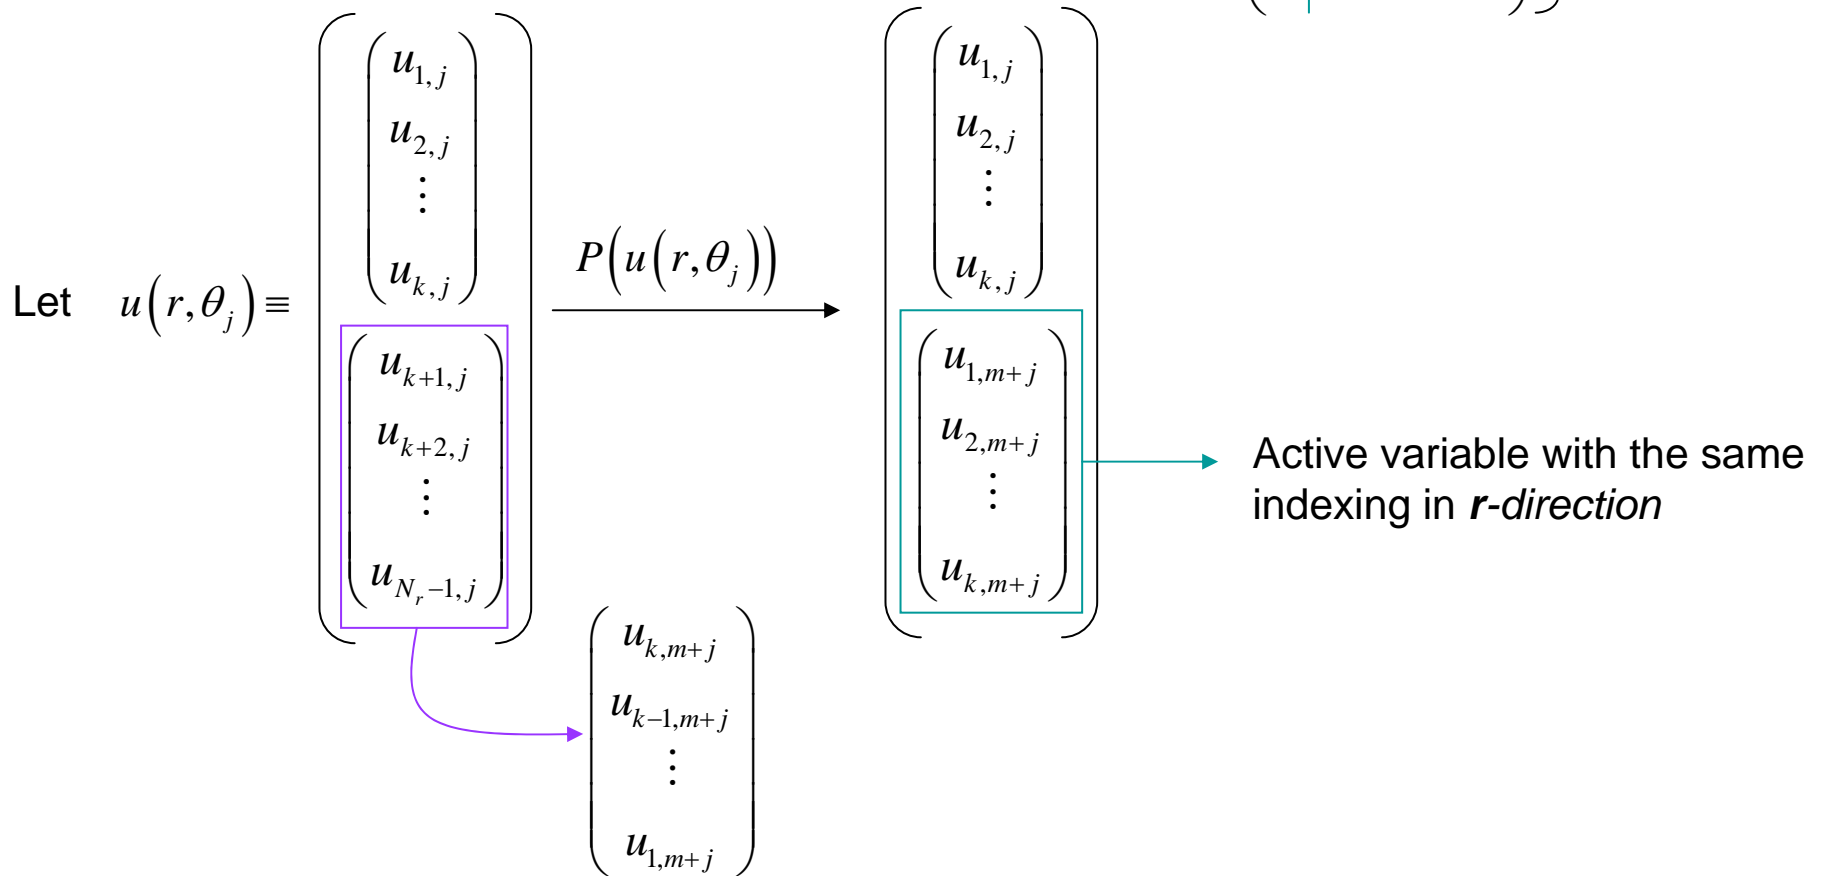 Let u(r,θ_j) ≡
u_{1,j}
u_{2,j}
⋮
u_{k,j}
u_{k+1,j}
u_{k+2,j}
⋮
u_{N_r−1,j}
P(u(r,θ_j))
u_{1,j}
u_{2,j}
⋮
u_{k,j}
u_{1,m+j}
u_{2,m+j}
⋮
u_{k,m+j}
Active variable with the same
indexing in r-direction
u_{k,m+j}
u_{k−1,m+j}
⋮
u_{1,m+j}